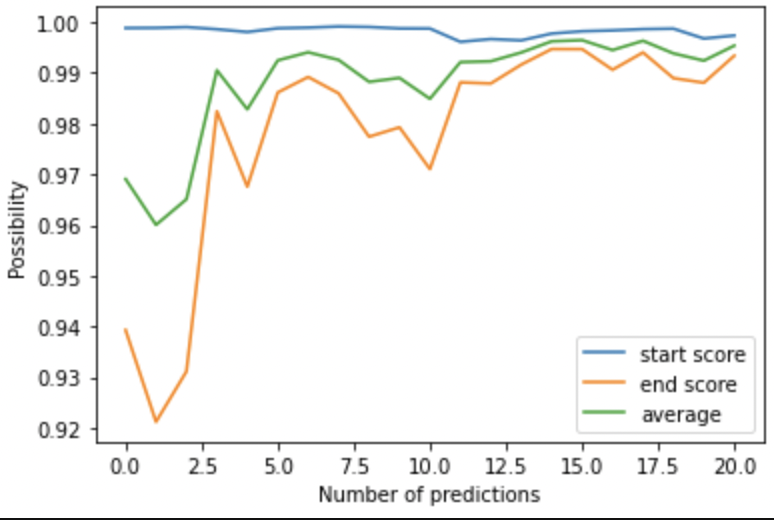 1.00
0.99
0.98
0.97
0.96
0.95
0.94
0.93
0.92
Possibility
start score
end score
average
0.0 2.5 5.0 7.5 10.0 12.5 15.0 17.5 20.0
Number of predictions